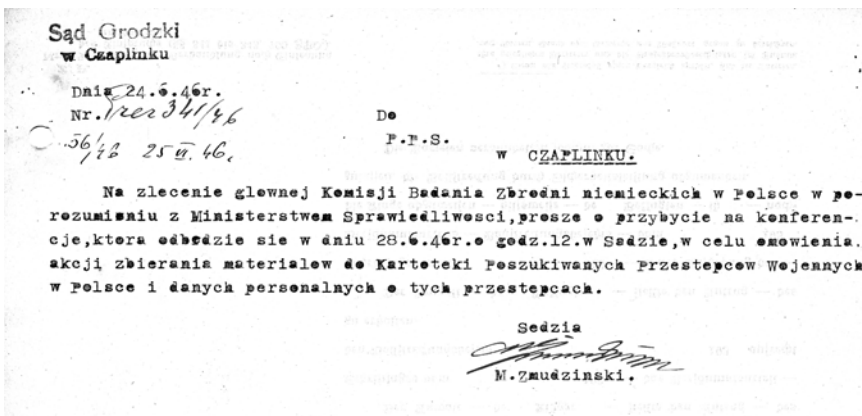 Sąd Grodzki
w Czaplinku
Dnia 24.6.46r.
Nr. Prez 341/46
56/46 25 VI. 46.
Do
P.P.S.
w CZAPLINKU.
Na zlecenie glownej Komisji Badania Zbrodni niemieckich w Polsce w po-
rozumieniu z Ministerstwem Sprawiedliwosci,prosze o przybycie na konferen-
cje,ktora odbedzie sie w dniu 28.6.46r.o godz.12.w Sadzie,w celu omowienia
akcji zbierania materialow do Kartoteki Poszukiwanych Przestepcow Wojennych
w Polsce i danych personalnych o tych przestepcach.
Sedzia
M.Zmudzinski.